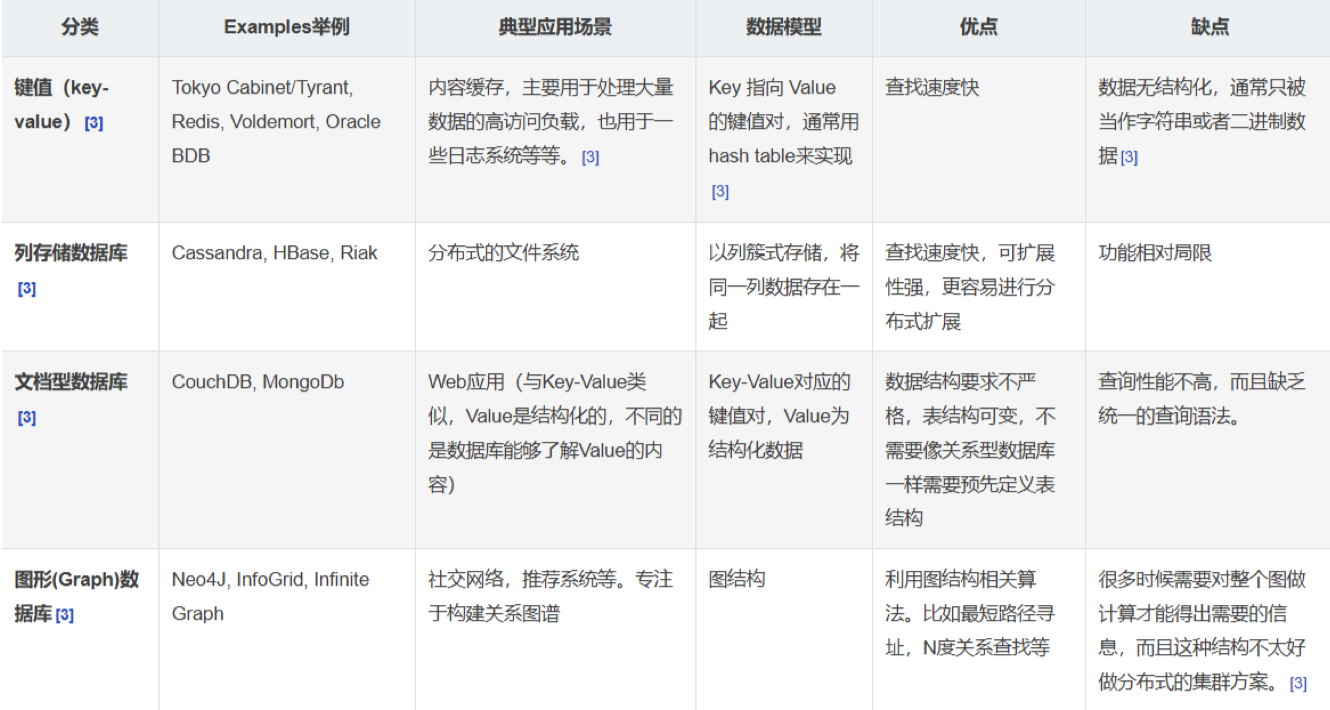 分类
Examples举例
典型应用场景
数据模型
优点
缺点
键值（key-
value） [3]
Tokyo Cabinet/Tyrant,
Redis, Voldemort, Oracle
BDB
内容缓存，主要用于处理大量
数据的高访问负载，也用于一
些日志系统等等。 [3]
Key 指向 Value
的键值对，通常用
hash table来实现
[3]
查找速度快
数据无结构化，通常只被
当作字符串或者二进制数
据 [3]
列存储数据库
[3]
Cassandra, HBase, Riak
分布式的文件系统
以列簇式存储，将
同一列数据存在一
起
查找速度快，可扩展
性强，更容易进行分
布式扩展
功能相对局限
文档型数据库
[3]
CouchDB, MongoDb
Web应用（与Key-Value类
似，Value是结构化的，不同的
是数据库能够了解Value的内
容）
Key-Value对应的
键值对，Value为
结构化数据
数据结构要求不严
格，表结构可变，不
需要像关系型数据库
一样需要预先定义表
结构
查询性能不高，而且缺乏
统一的查询语法。
图形(Graph)数
据库 [3]
Neo4J, InfoGrid, Infinite
Graph
社交网络，推荐系统等。专注
于构建关系图谱
图结构
利用图结构相关算
法。比如最短路径寻
址，N度关系查找等
很多时候需要对整个图做
计算才能得出需要的信
息，而且这种结构不太好
做分布式的集群方案。 [3]